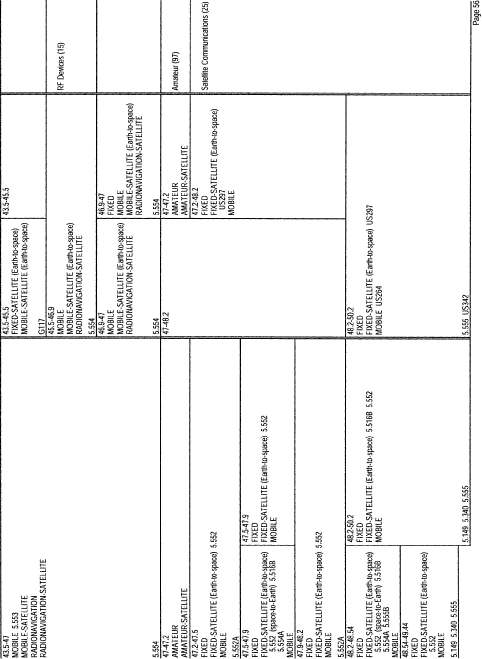 43.5-47
MOBILE 5.553
MOBILE-SATELLITE
RADIONAVIGATION
RADIONAVIGATION-SATELLITE
5.554
43.5-45.5
FIXED-SATELLITE (Earth-to-space)
MOBILE-SATELLITE (Earth-to-space)
G117
43.5-45.5
45.5-46.9
MOBILE
MOBILE-SATELLITE (Earth-to-space)
RADIONAVIGATION-SATELLITE
5.554
RF Devices (15)
46.9-47
FIXED
MOBILE
MOBILE-SATELLITE (Earth-to-space)
RADIONAVIGATION-SATELLITE
5.554
46.9-47
FIXED
MOBILE
MOBILE-SATELLITE (Earth-to-space)
RADIONAVIGATION-SATELLITE
5.554
47-47.2
AMATEUR
AMATEUR-SATELLITE
47-48.2
47-47.2
AMATEUR
AMATEUR-SATELLITE
Amateur (97)
47.2-47.5
FIXED
FIXED-SATELLITE (Earth-to-space) 5.552
MOBILE
5.552A
47.2-48.2
FIXED
FIXED-SATELLITE (Earth-to-space)
US297
MOBILE
Satellite Communications (25)
47.5-47.9
FIXED
FIXED-SATELLITE (Earth-to-space)
5.552 (space-to-Earth) 5.516B
5.554A
MOBILE
47.5-47.9
FIXED
FIXED-SATELLITE (Earth-to-space) 5.552
MOBILE
47.9-48.2
FIXED
FIXED-SATELLITE (Earth-to-space) 5.552
MOBILE
5.552A
48.2-48.54
FIXED
FIXED-SATELLITE (Earth-to-space)
5.552 (space-to-Earth) 5.516B
5.554A 5.555B
MOBILE
48.2-50.2
FIXED
FIXED-SATELLITE (Earth-to-space) 5.516B 5.552
MOBILE
48.2-50.2
FIXED
FIXED-SATELLITE (Earth-to-space) US297
MOBILE US264
48.54-49.44
FIXED
FIXED-SATELLITE (Earth-to-space)
5.552
MOBILE
5.149 5.340 5.555
5.149 5.340 5.555
5.555 US342
Page 56